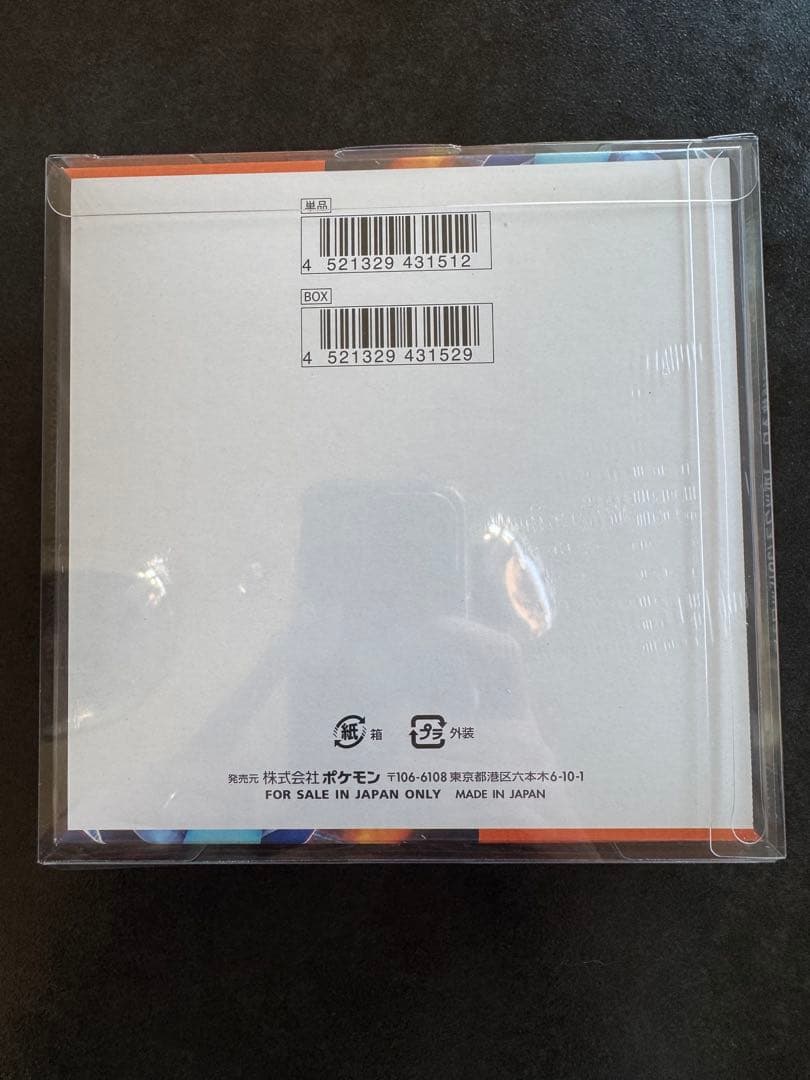 単品
4 521329 431512
BOX
4 521329 431529
紙 箱 プラ 外装
発売元 株式会社 ポケモン 〒106-6108 東京都港区六本木6-10-1
FOR SALE IN JAPAN ONLY MADE IN JAPAN